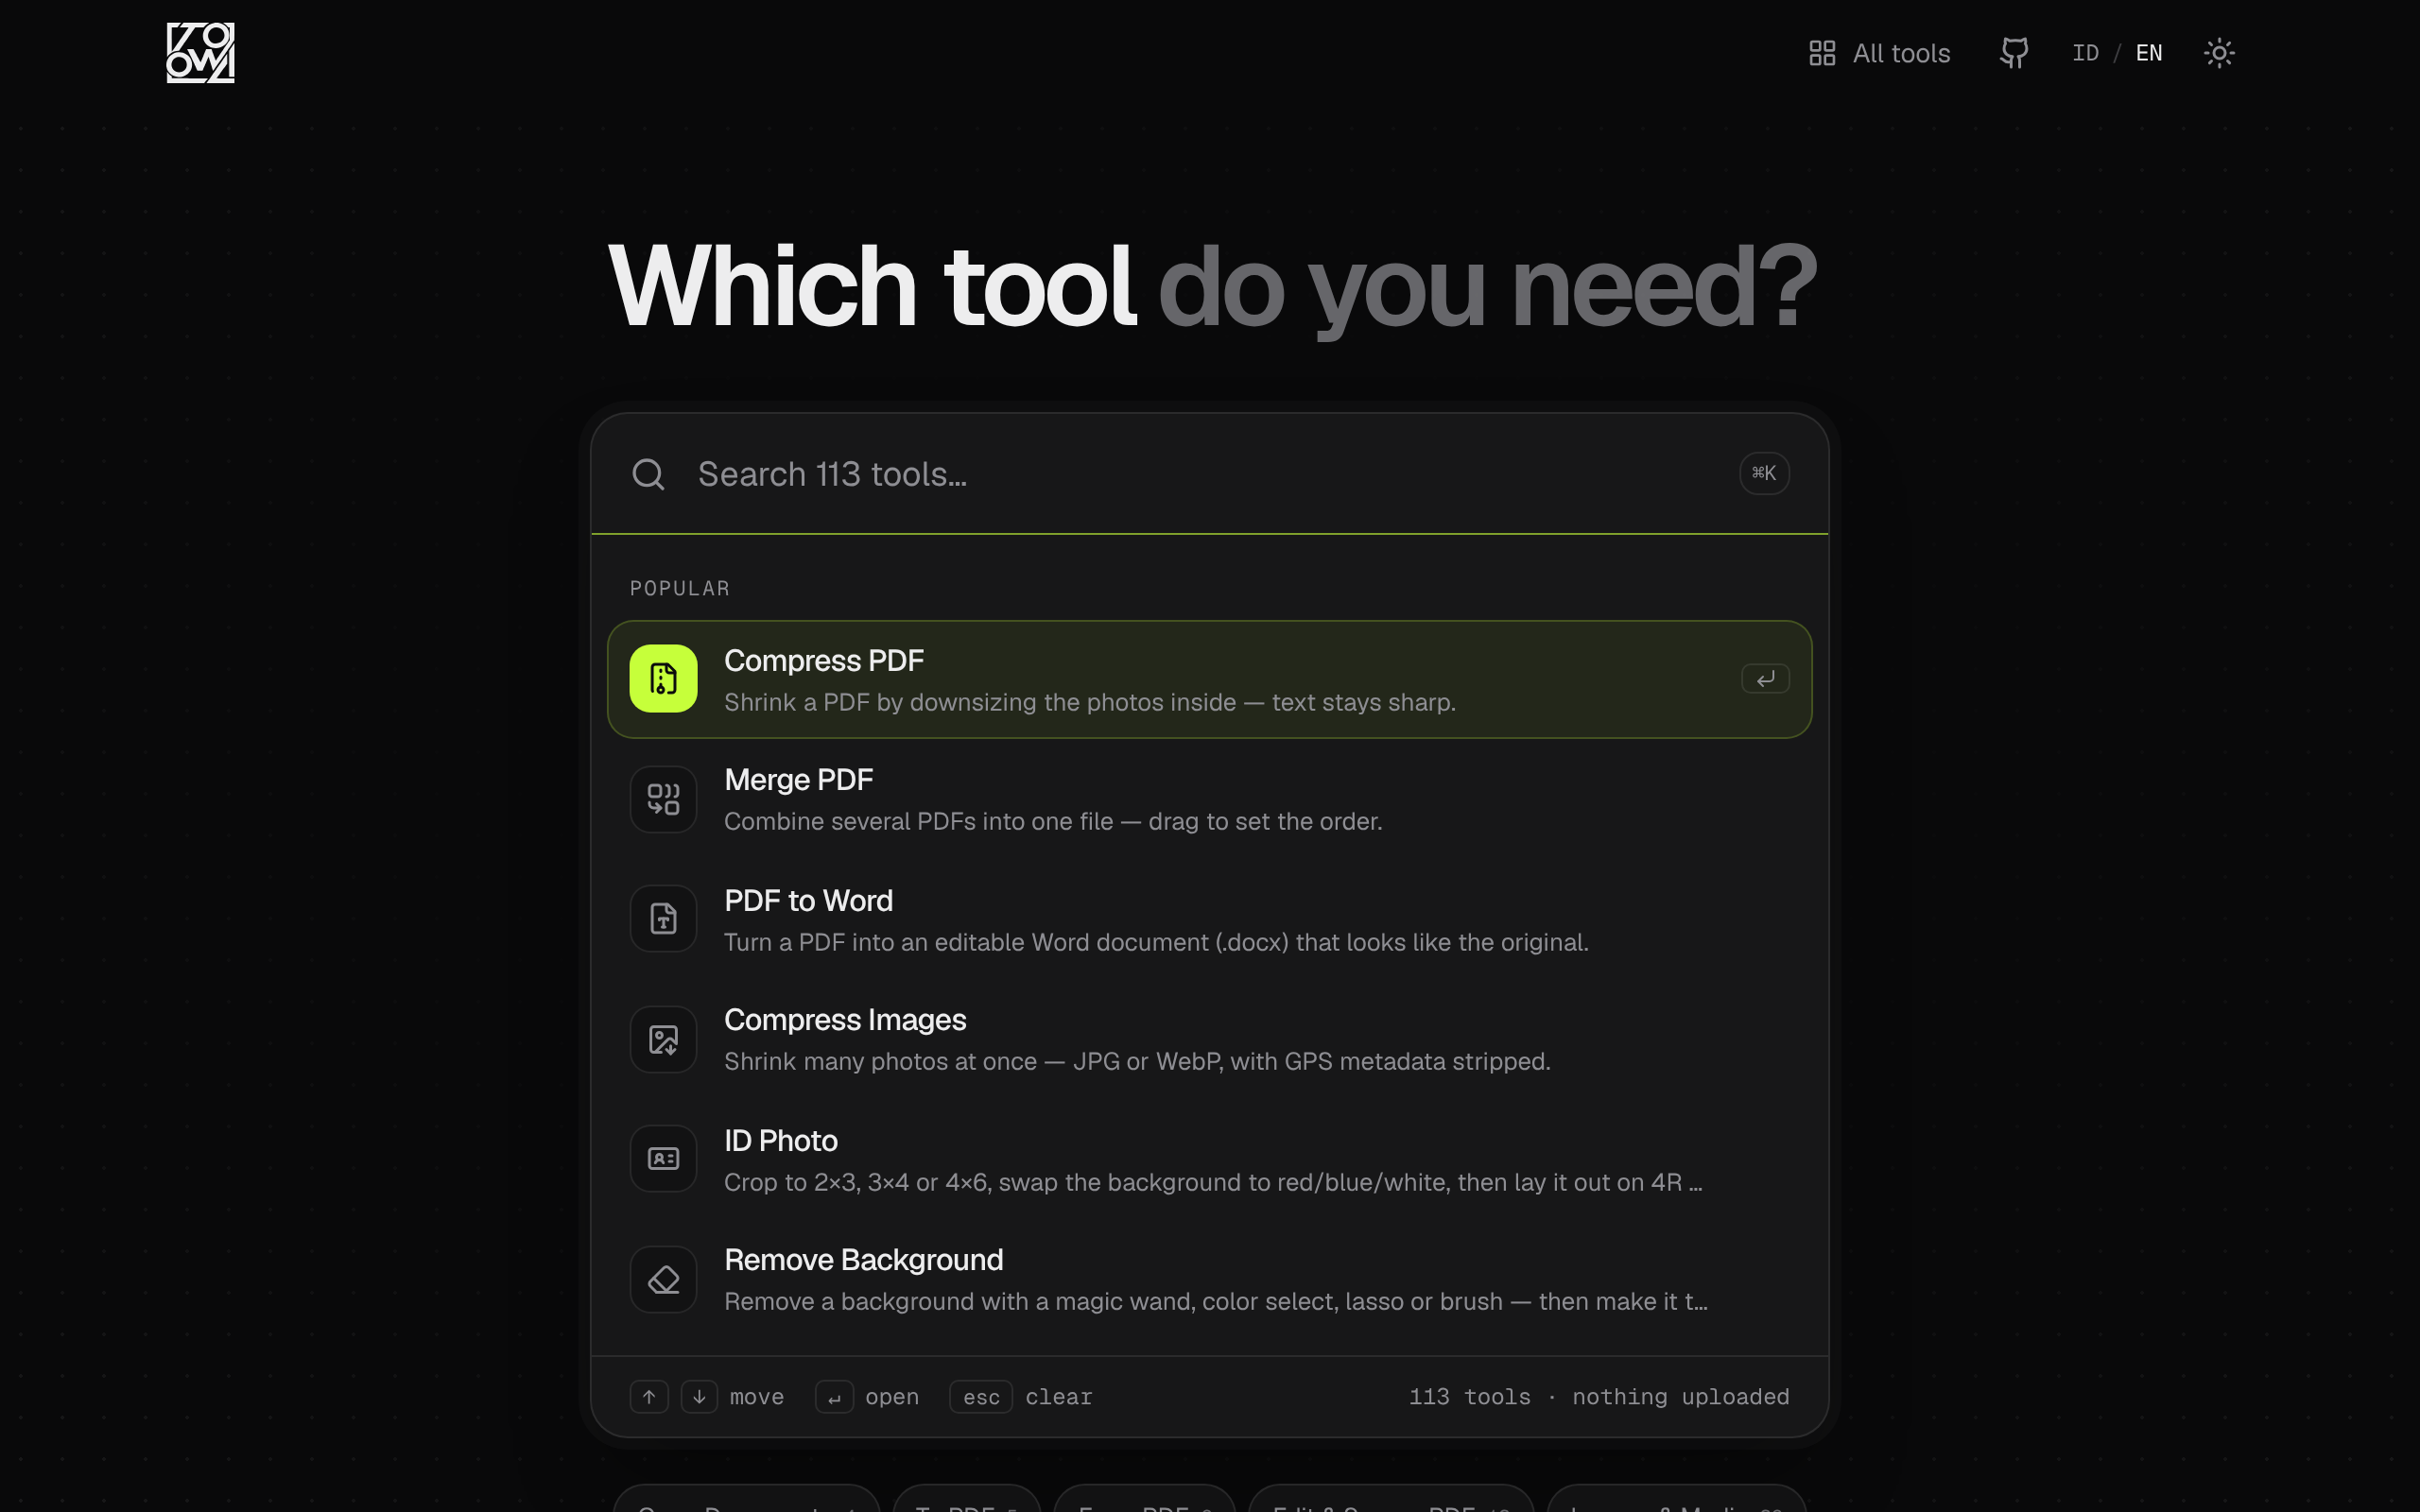 All tools
ID / EN
Which tool do you need?
Search 113 tools...
⌘K
POPULAR
Compress PDF
Shrink a PDF by downsizing the photos inside — text stays sharp.
Merge PDF
Combine several PDFs into one file — drag to set the order.
PDF to Word
Turn a PDF into an editable Word document (.docx) that looks like the original.
Compress Images
Shrink many photos at once — JPG or WebP, with GPS metadata stripped.
ID Photo
Crop to 2×3, 3×4 or 4×6, swap the background to red/blue/white, then lay it out on 4R ...
Remove Background
Remove a background with a magic wand, color select, lasso or brush — then make it t...
↑ ↓ move ↵ open esc clear
113 tools · nothing uploaded